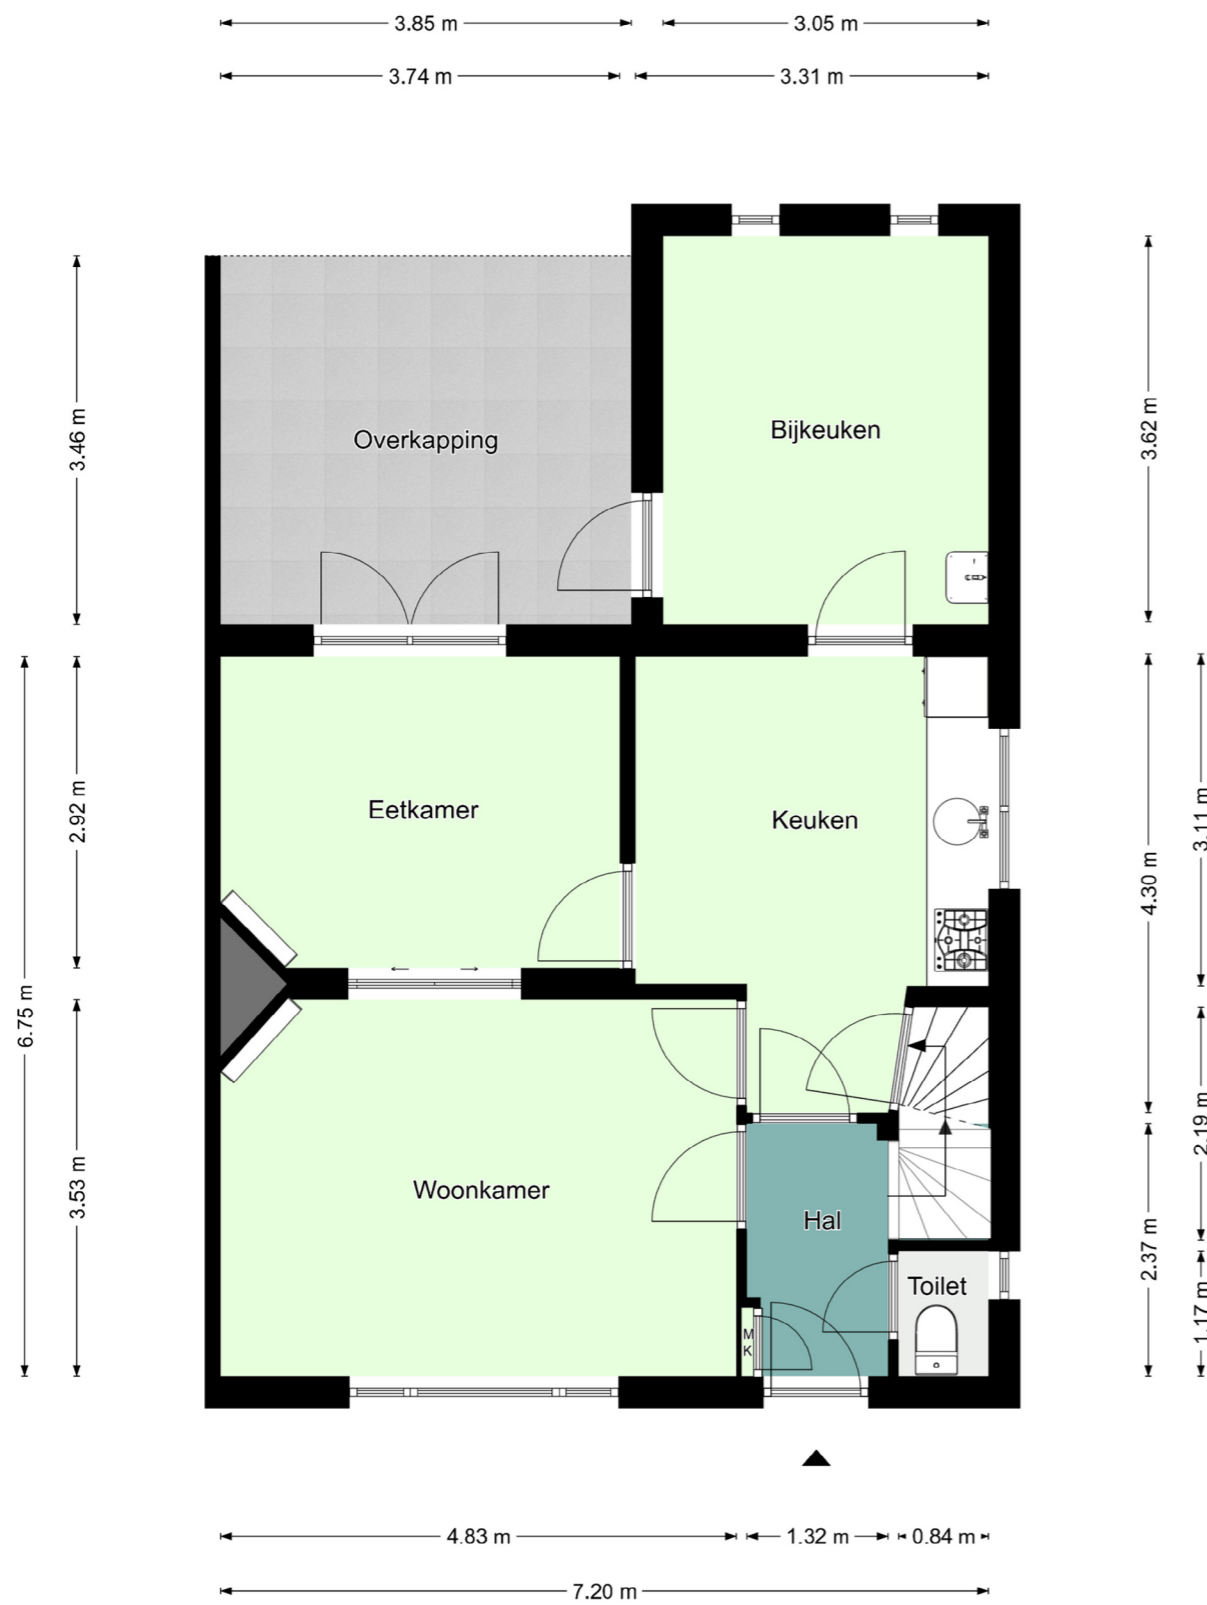 3.85 m
3.05 m
3.74 m
3.31 m
3.46 m
Overkapping
Bijkeuken
3.62 m
6.75 m
2.92 m
Eetkamer
Keuken
4.30 m
3.11 m
3.53 m
Woonkamer
Hal
Toilet
M
K
2.19 m
2.37 m
1.17 m
4.83 m
1.32 m
0.84 m
7.20 m